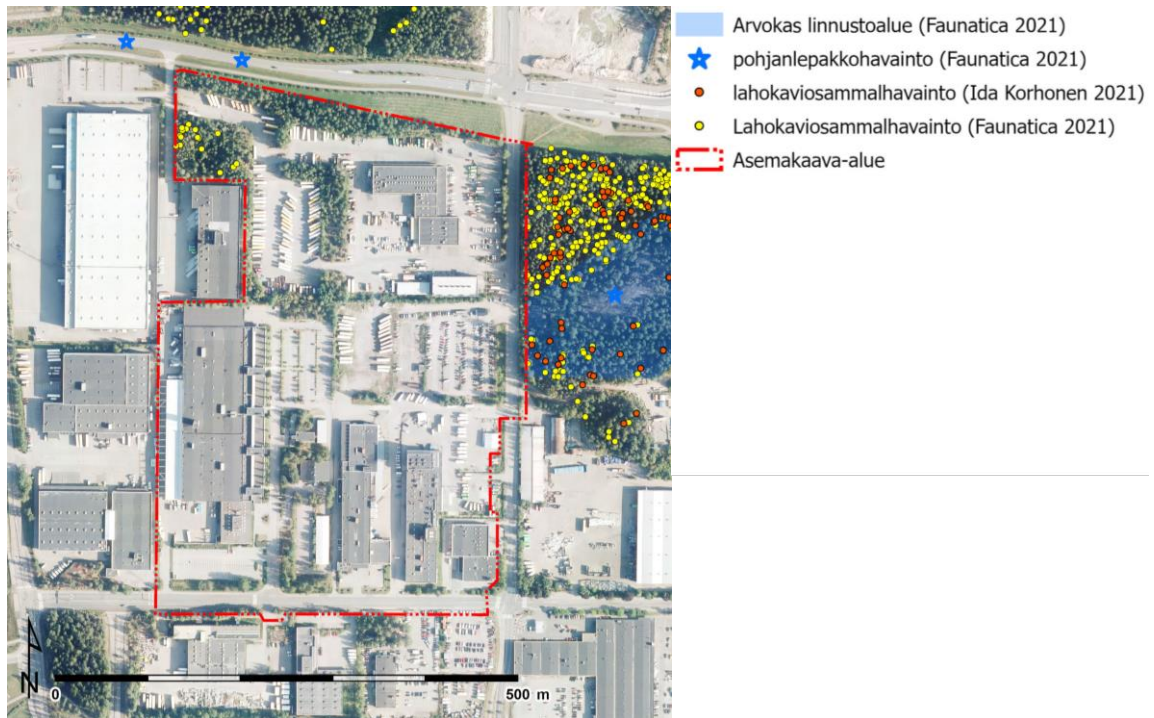 Arvokas linnustoalue (Faunatica 2021)
pohjanlepakkohavainto (Faunatica 2021)
lahokaviosammalhavainto (Ida Korhonen 2021)
Lahokaviosammalhavainto (Faunatica 2021)
Asemakaava-alue
N
0 500 m